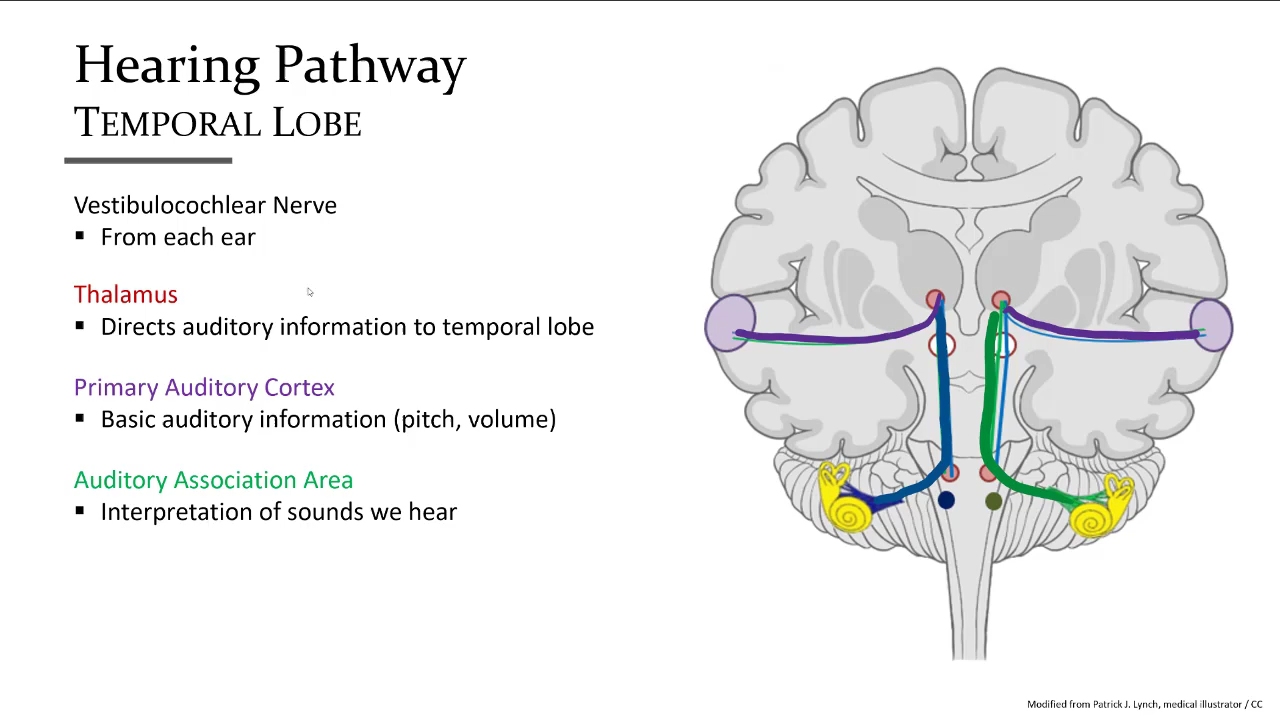 Hearing Pathway
TEMPORAL LOBE
Vestibulocochlear Nerve
▪ From each ear
Thalamus
▪ Directs auditory information to temporal lobe
Primary Auditory Cortex
▪ Basic auditory information (pitch, volume)
Auditory Association Area
▪ Interpretation of sounds we hear
Modified from Patrick J. Lynch, medical illustrator / CC